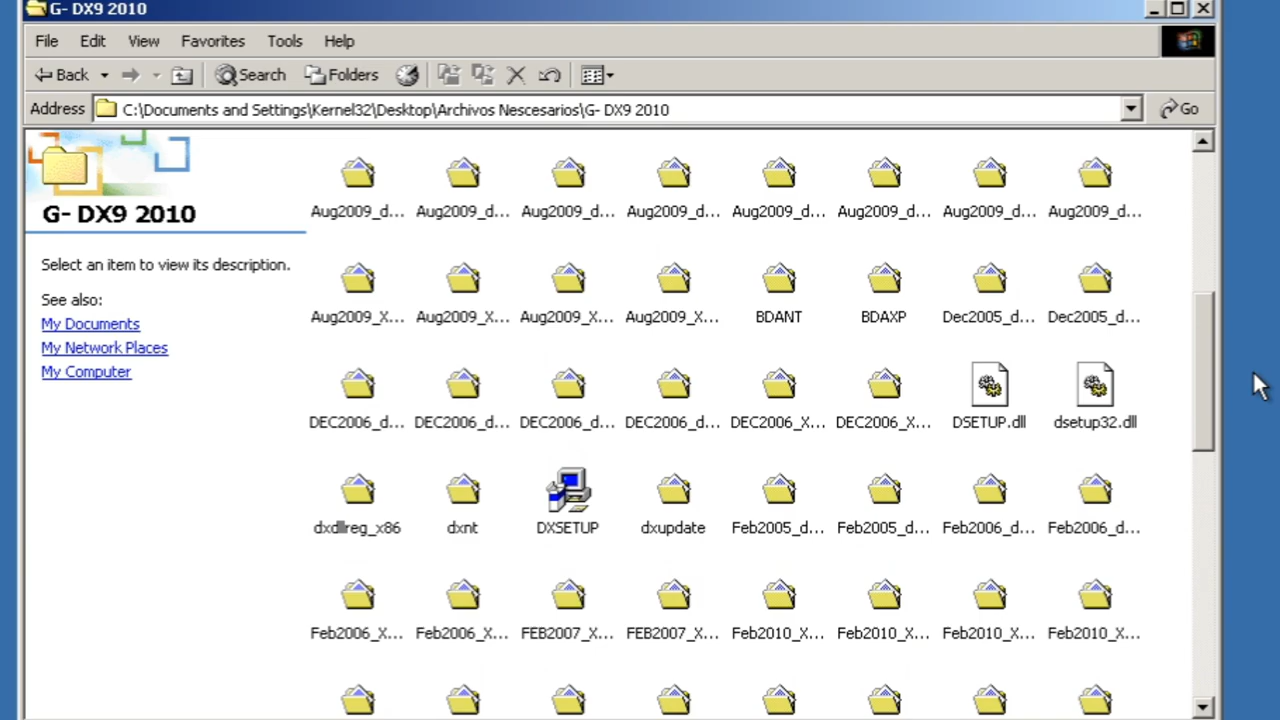 G- DX9 2010
File Edit View Favorites Tools Help
Back Search Folders
Address C:\Documents and Settings\Kernel32\Desktop\Archivos Nescesarios\G- DX9 2010 Go
G- DX9 2010
Select an item to view its description.
See also:
My Documents
My Network Places
My Computer
Aug2009_d... Aug2009_d... Aug2009_d... Aug2009_d... Aug2009_d... Aug2009_d... Aug2009_d... Aug2009_d...
Aug2009_X... Aug2009_X... Aug2009_X... Aug2009_X... BDANT BDAXP Dec2005_d... Dec2005_d...
DEC2006_d... DEC2006_d... DEC2006_d... DEC2006_d... DEC2006_X... DEC2006_X... DSETUP.dll dsetup32.dll
dxdllreg_x86 dxnt DXSETUP dxupdate Feb2005_d... Feb2005_d... Feb2006_d... Feb2006_d...
Feb2006_X... Feb2006_X... FEB2007_X... FEB2007_X... Feb2010_X... Feb2010_X... Feb2010_X... Feb2010_X...